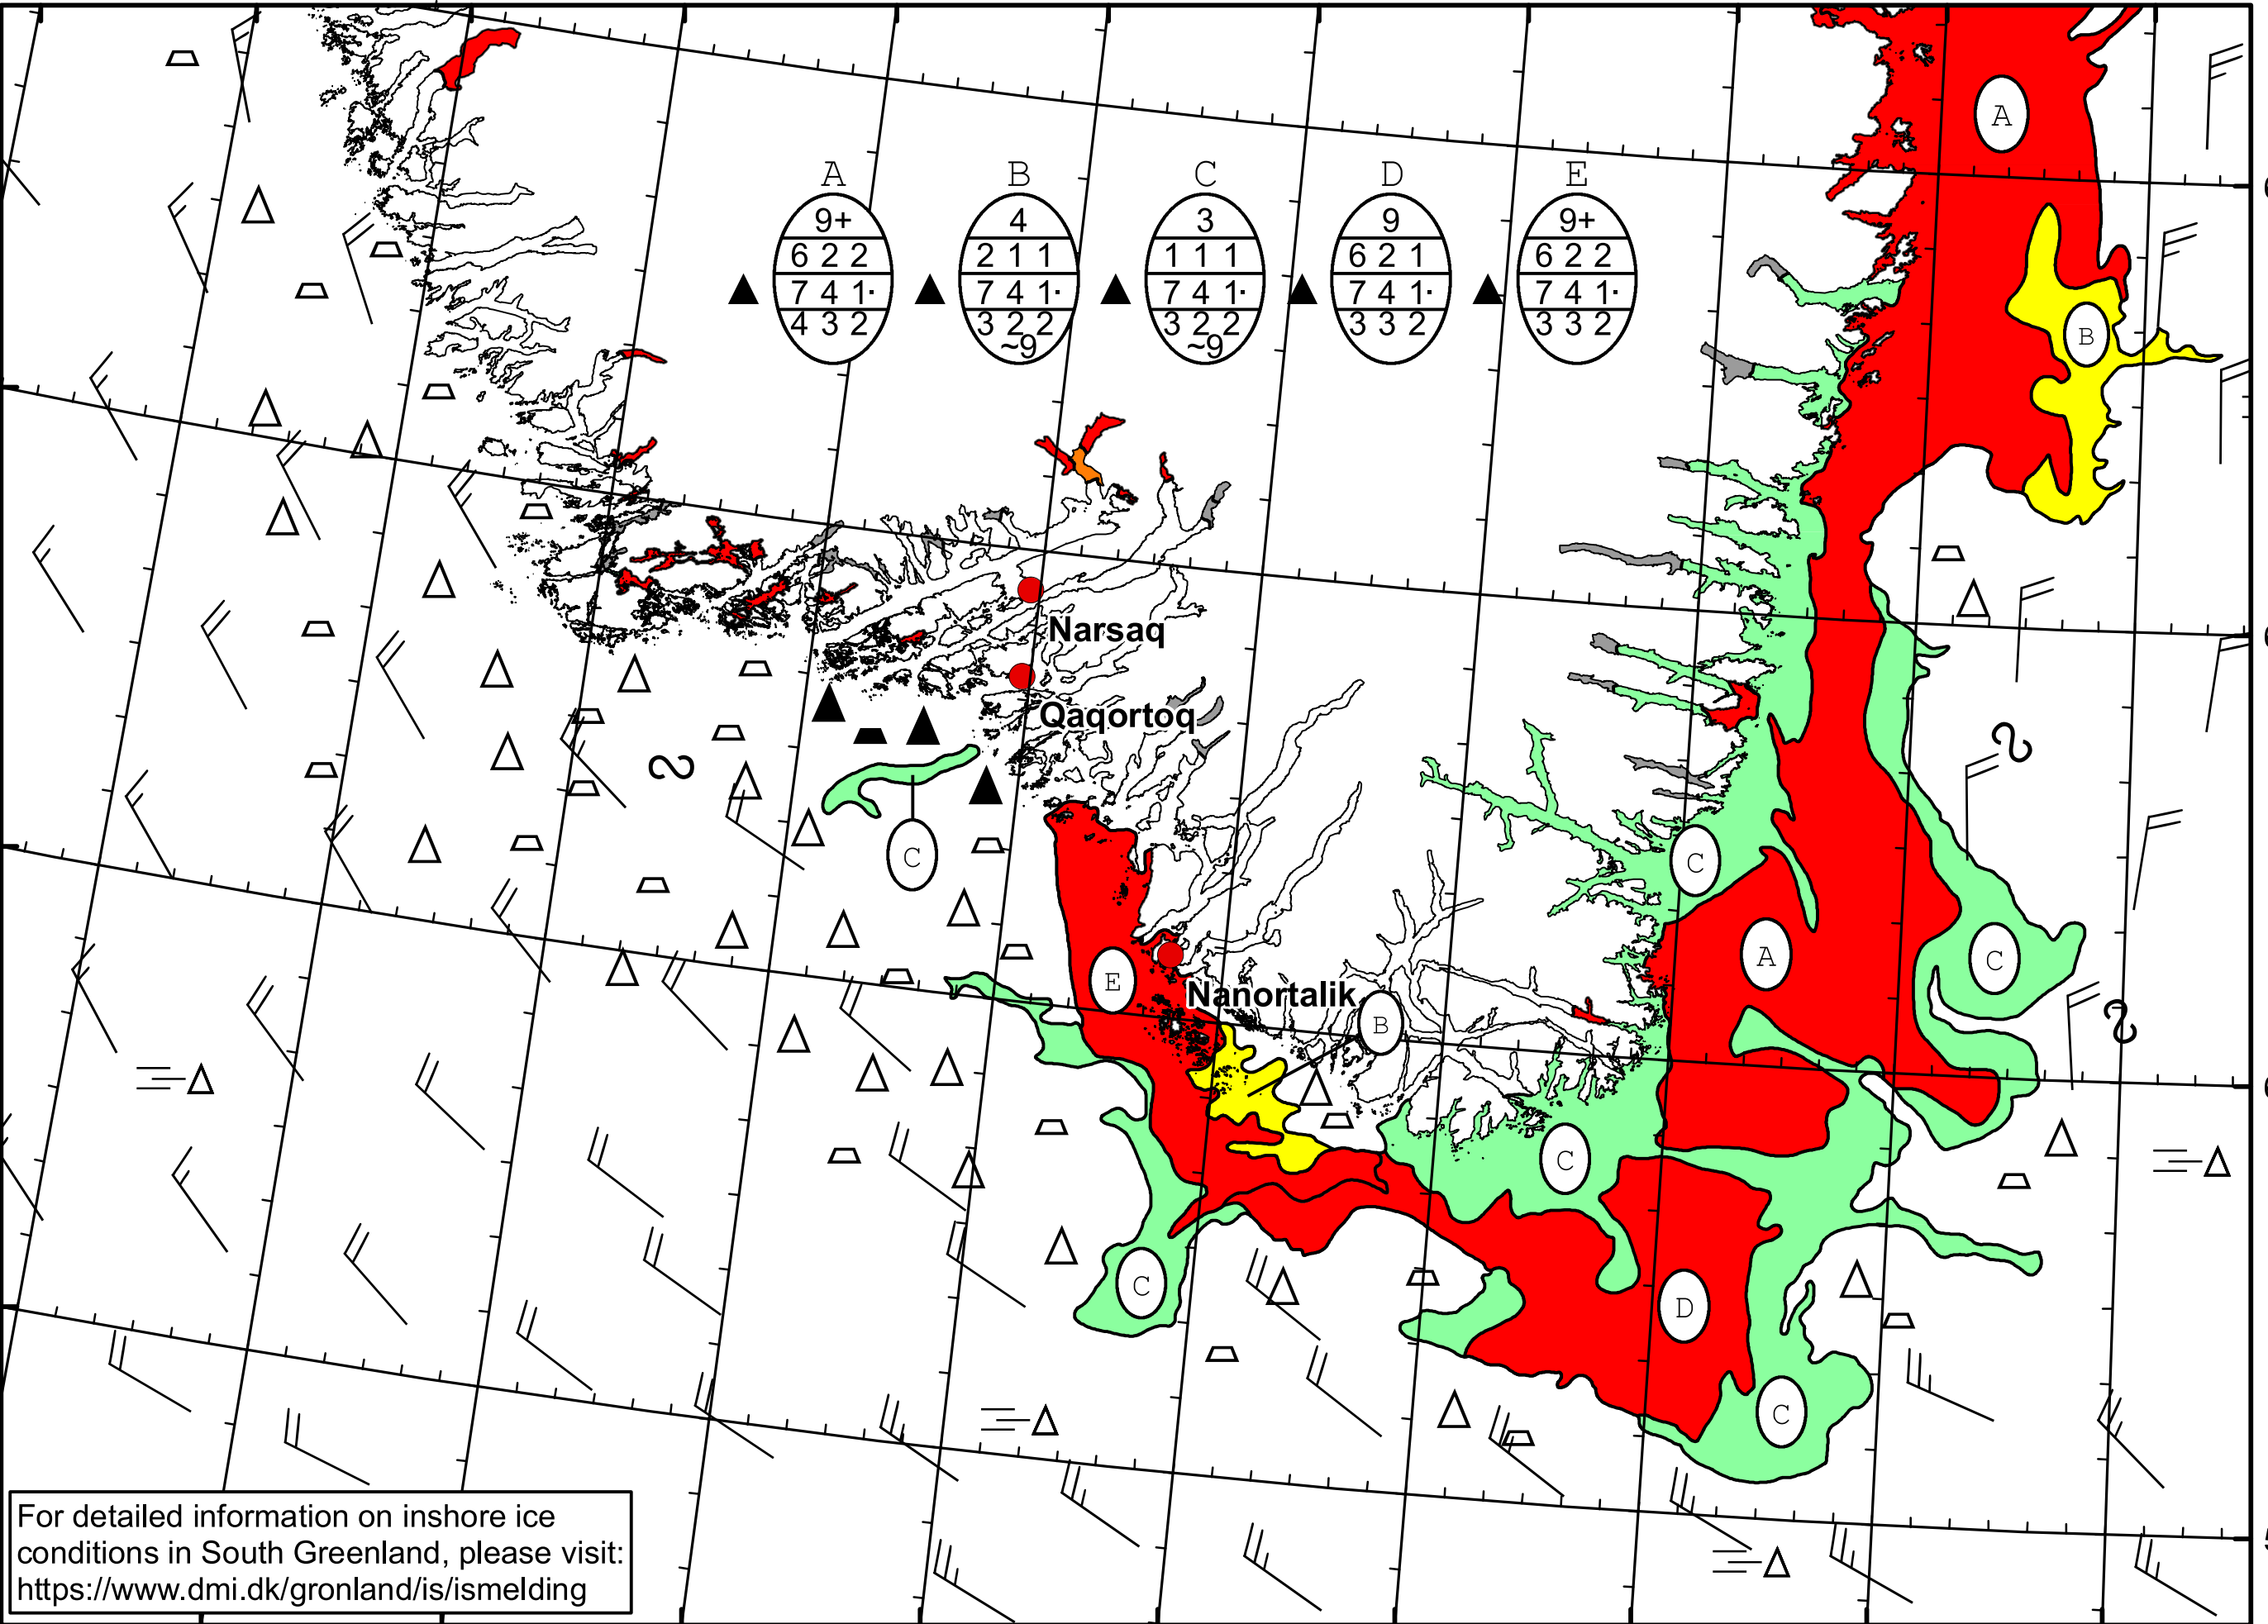 A
A B C D E
9+ 4 3 9 9+
6 2 2 2 1 1 1 1 1 6 2 1 6 2 2
7 4 1· 7 4 1· 7 4 1· 7 4 1· 7 4 1·
4 3 2 3 2 2 3 2 2 3 3 2 3 3 2
~9 ~9
B
Narsaq
Qaqortoq
C
C
A
C
E
Nanortalik
B
C
C
D
C
For detailed information on inshore ice
conditions in South Greenland, please visit:
https://www.dmi.dk/gronland/is/ismelding